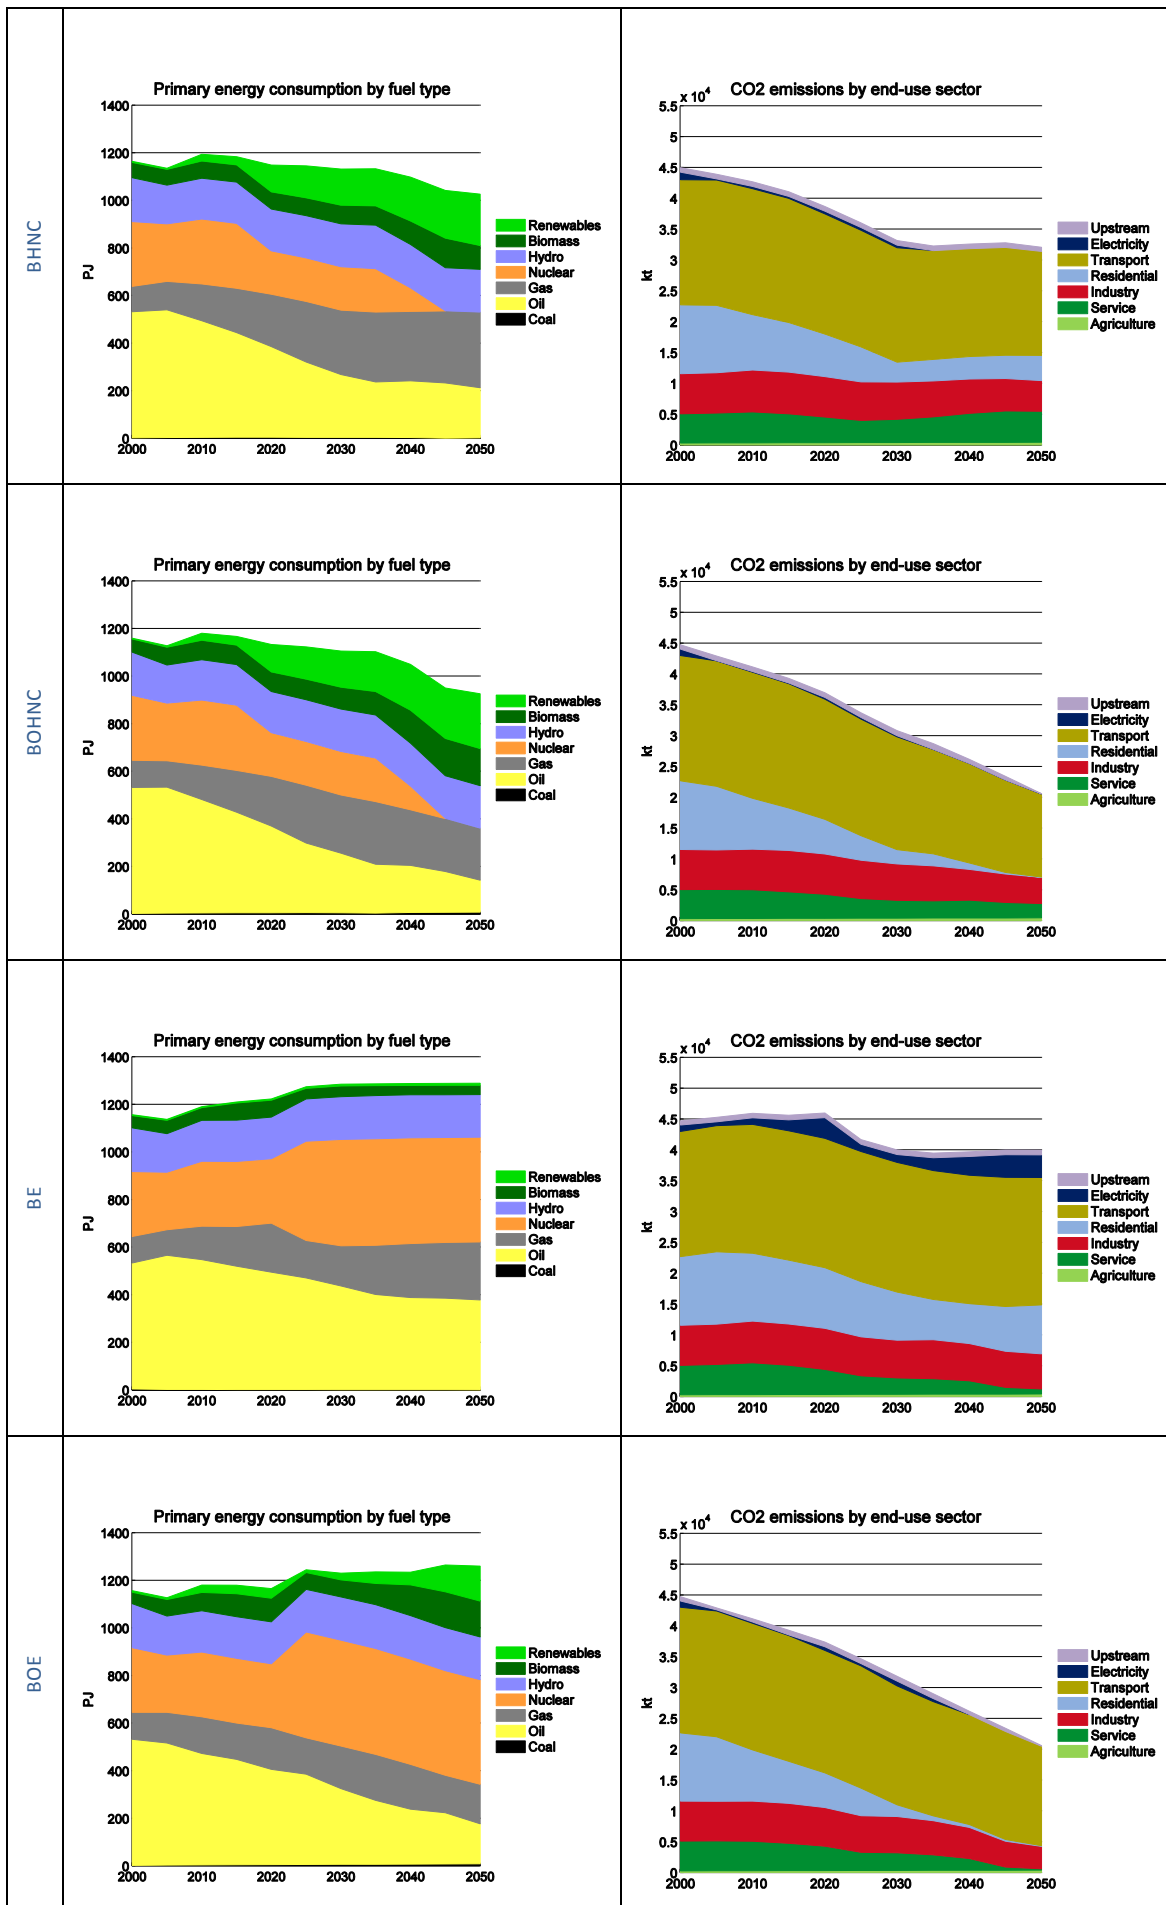 BHNC
Primary energy consumption by fuel type
1400
1200
1000
800
600
400
200
0
PJ
2000 2010 2020 2030 2040 2050
Renewables
Biomass
Hydro
Nuclear
Gas
Oil
Coal
CO2 emissions by end-use sector
x 10^4
5.5
5
4.5
4
3.5
3
2.5
2
1.5
1
0.5
0
kt
2000 2010 2020 2030 2040 2050
Upstream
Electricity
Transport
Residential
Industry
Service
Agriculture
BOHNC
Primary energy consumption by fuel type
1400
1200
1000
800
600
400
200
0
PJ
2000 2010 2020 2030 2040 2050
Renewables
Biomass
Hydro
Nuclear
Gas
Oil
Coal
CO2 emissions by end-use sector
x 10^4
5.5
5
4.5
4
3.5
3
2.5
2
1.5
1
0.5
0
kt
2000 2010 2020 2030 2040 2050
Upstream
Electricity
Transport
Residential
Industry
Service
Agriculture
BE
Primary energy consumption by fuel type
1400
1200
1000
800
600
400
200
0
PJ
2000 2010 2020 2030 2040 2050
Renewables
Biomass
Hydro
Nuclear
Gas
Oil
Coal
CO2 emissions by end-use sector
x 10^4
5.5
5
4.5
4
3.5
3
2.5
2
1.5
1
0.5
0
kt
2000 2010 2020 2030 2040 2050
Upstream
Electricity
Transport
Residential
Industry
Service
Agriculture
BOE
Primary energy consumption by fuel type
1400
1200
1000
800
600
400
200
0
PJ
2000 2010 2020 2030 2040 2050
Renewables
Biomass
Hydro
Nuclear
Gas
Oil
Coal
CO2 emissions by end-use sector
x 10^4
5.5
5
4.5
4
3.5
3
2.5
2
1.5
1
0.5
0
kt
2000 2010 2020 2030 2040 2050
Upstream
Electricity
Transport
Residential
Industry
Service
Agriculture